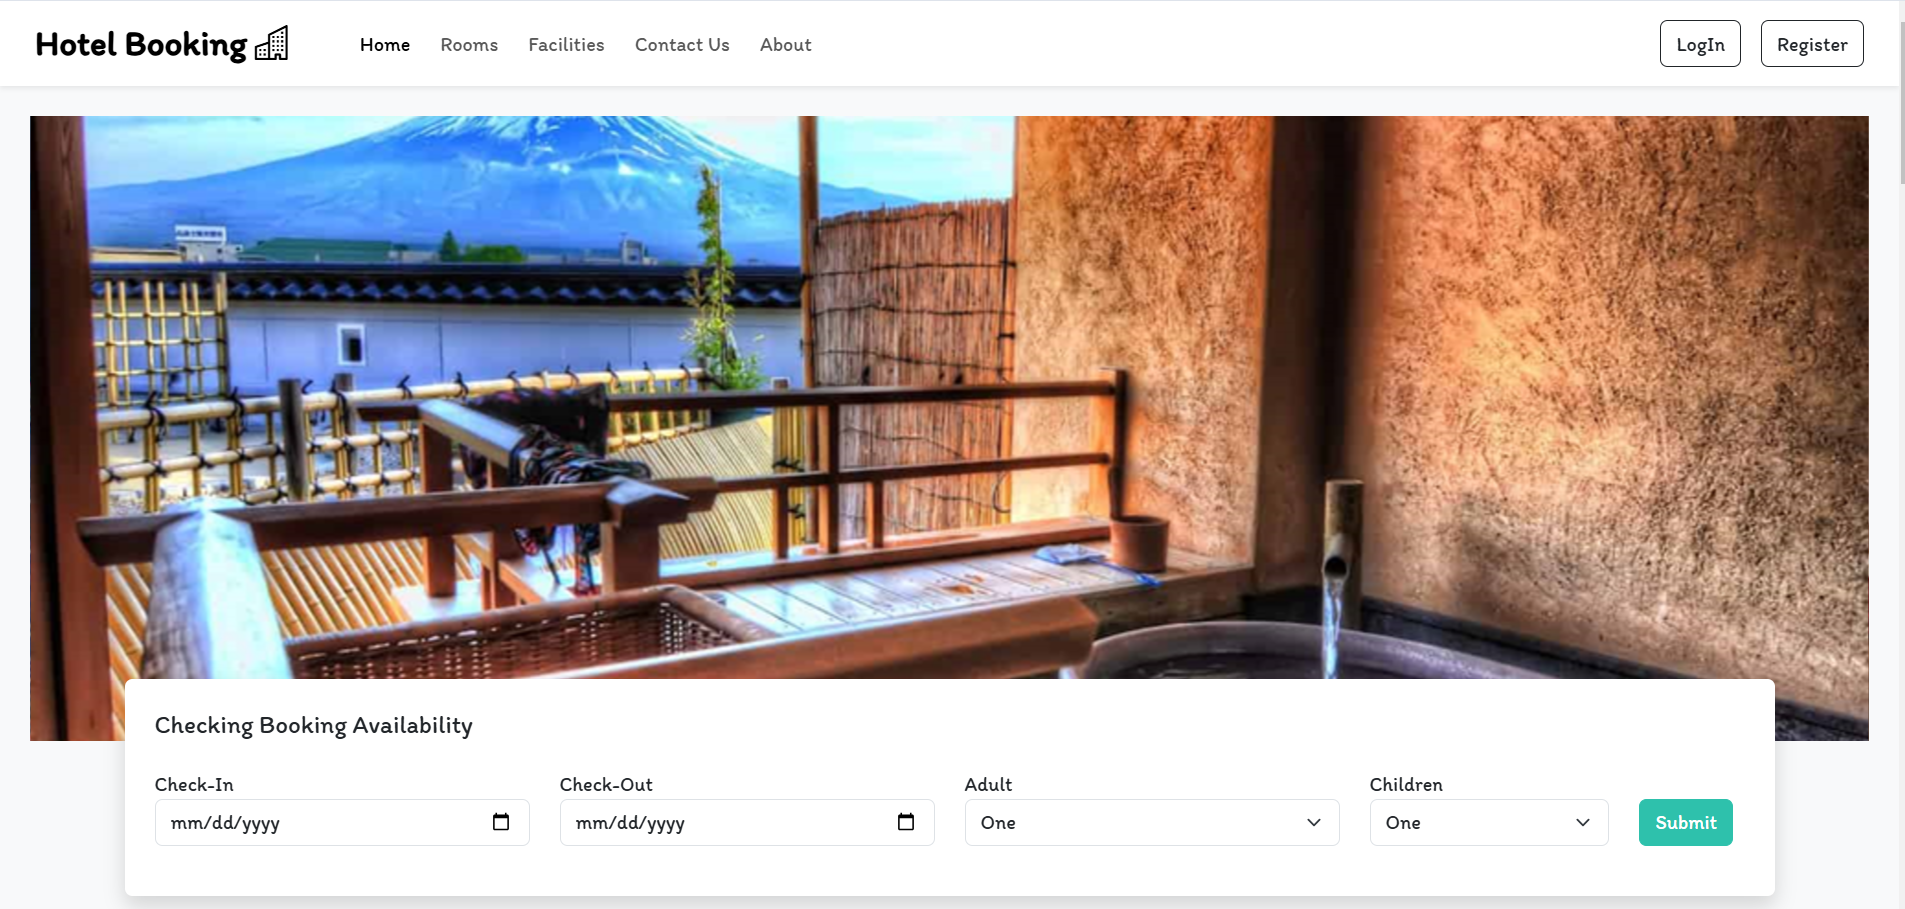 Hotel Booking
Home Rooms Facilities Contact Us About
LogIn Register
Checking Booking Availability
Check-In Check-Out Adult Children
mm/dd/yyyy mm/dd/yyyy One One Submit